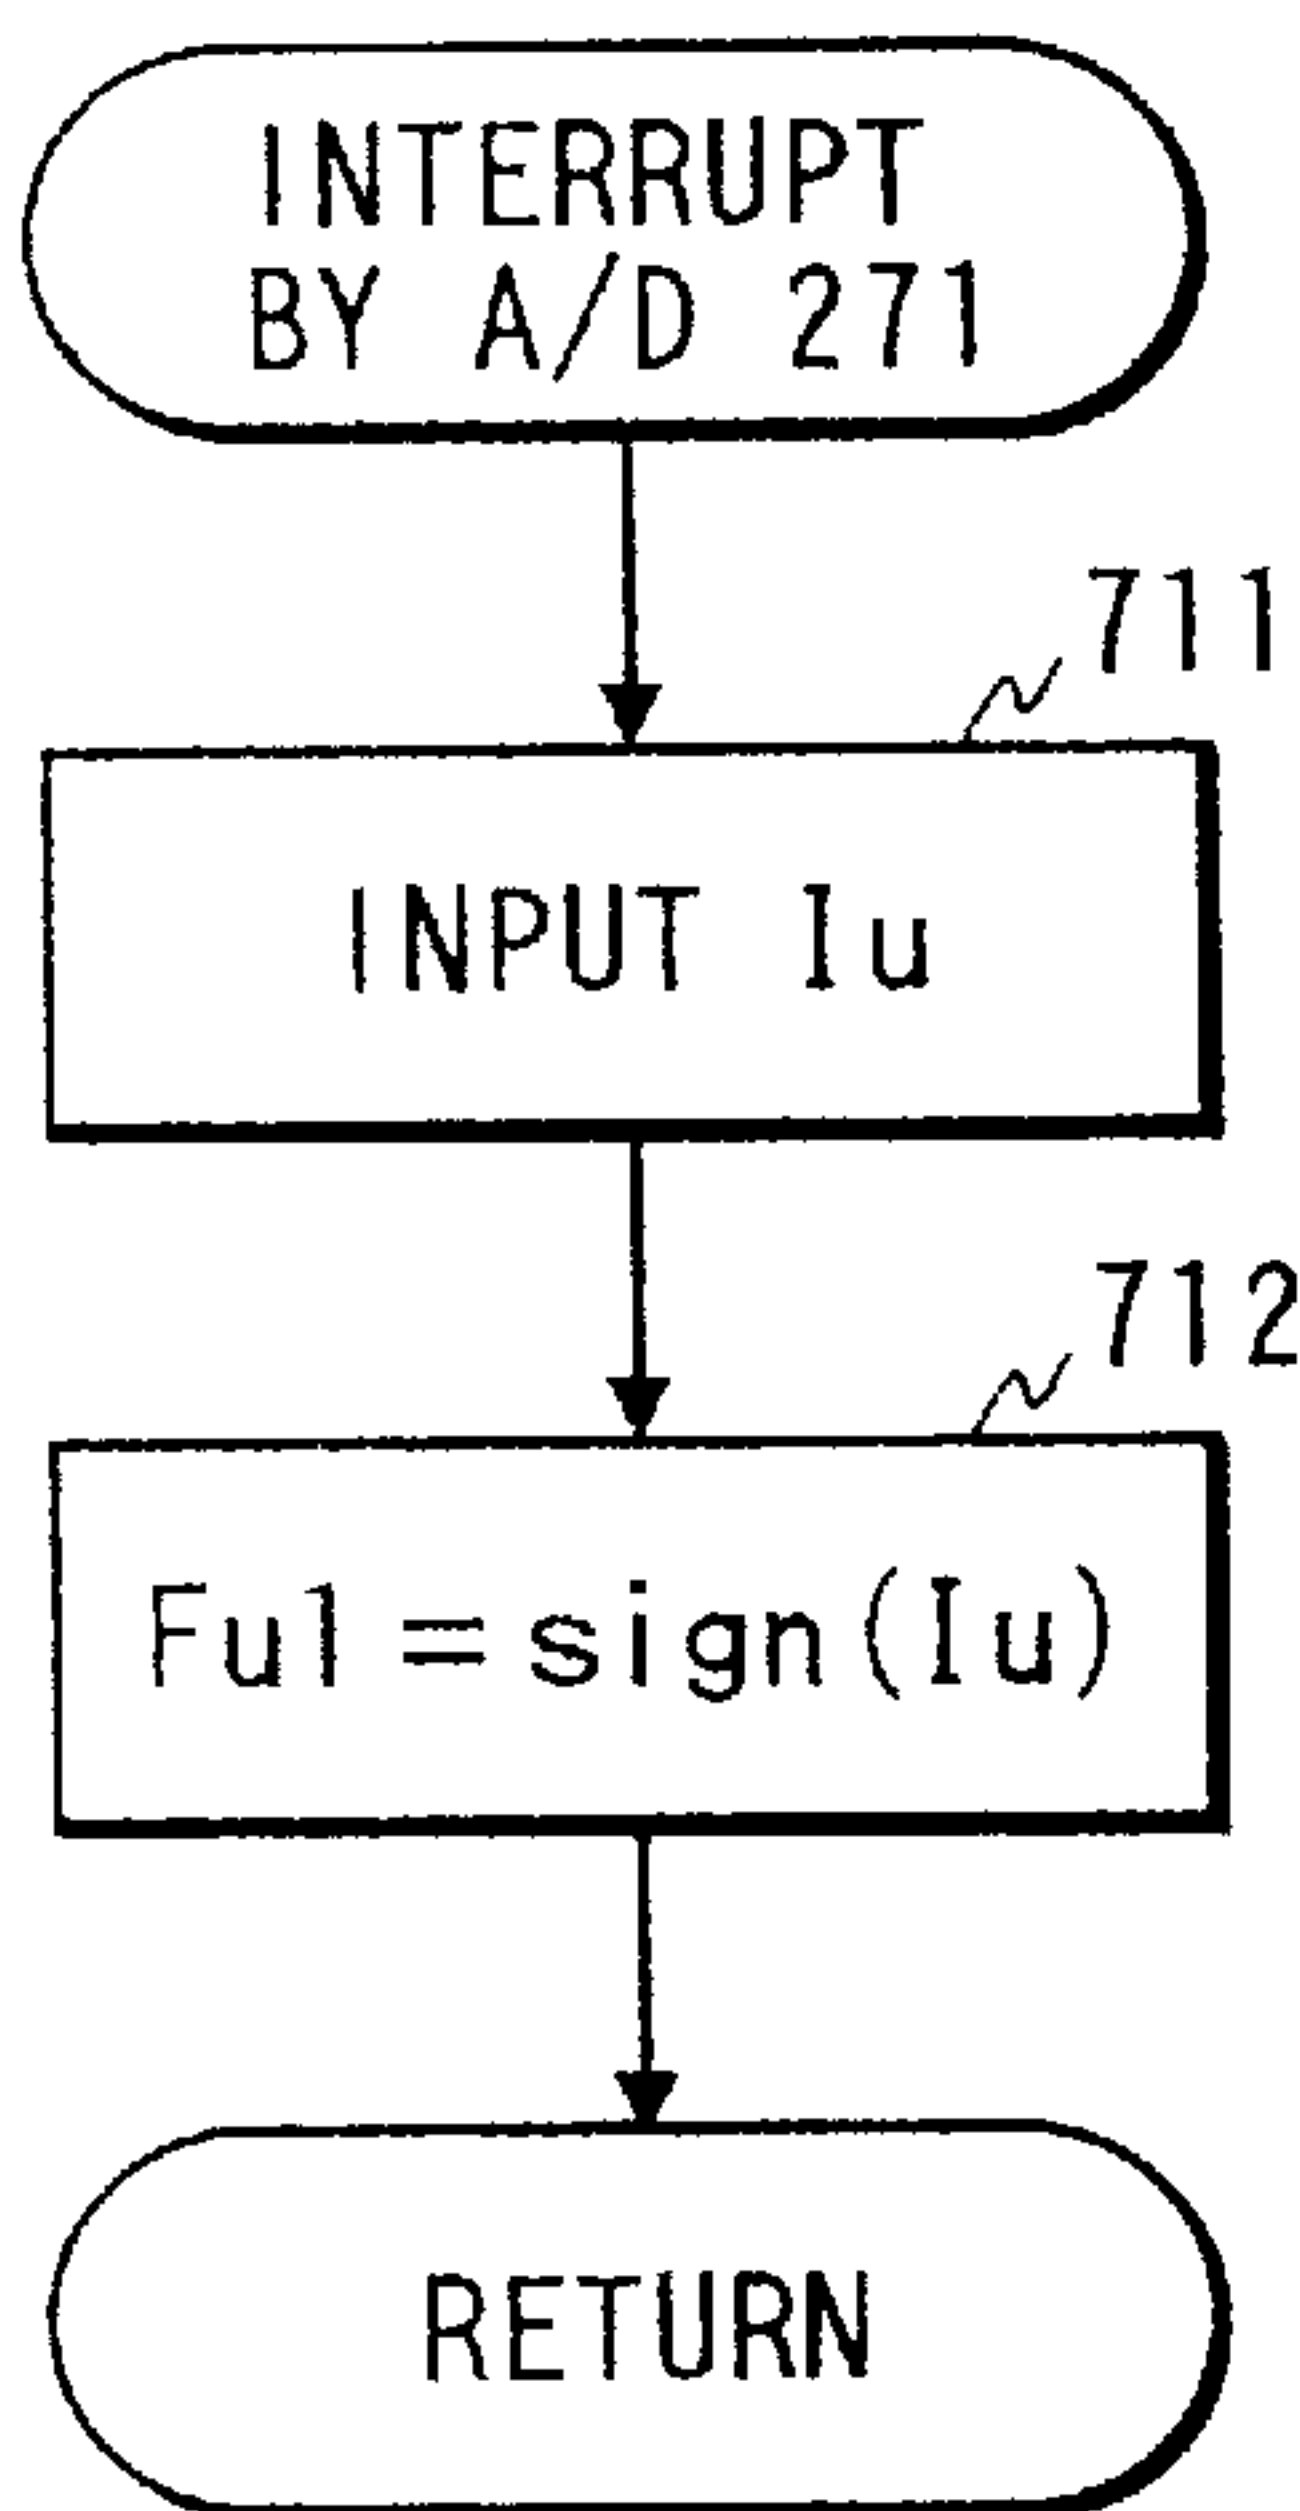 INTERRUPT
BY A/D 271
711
INPUT Iu
712
Fu1=sign(Iu)
RETURN